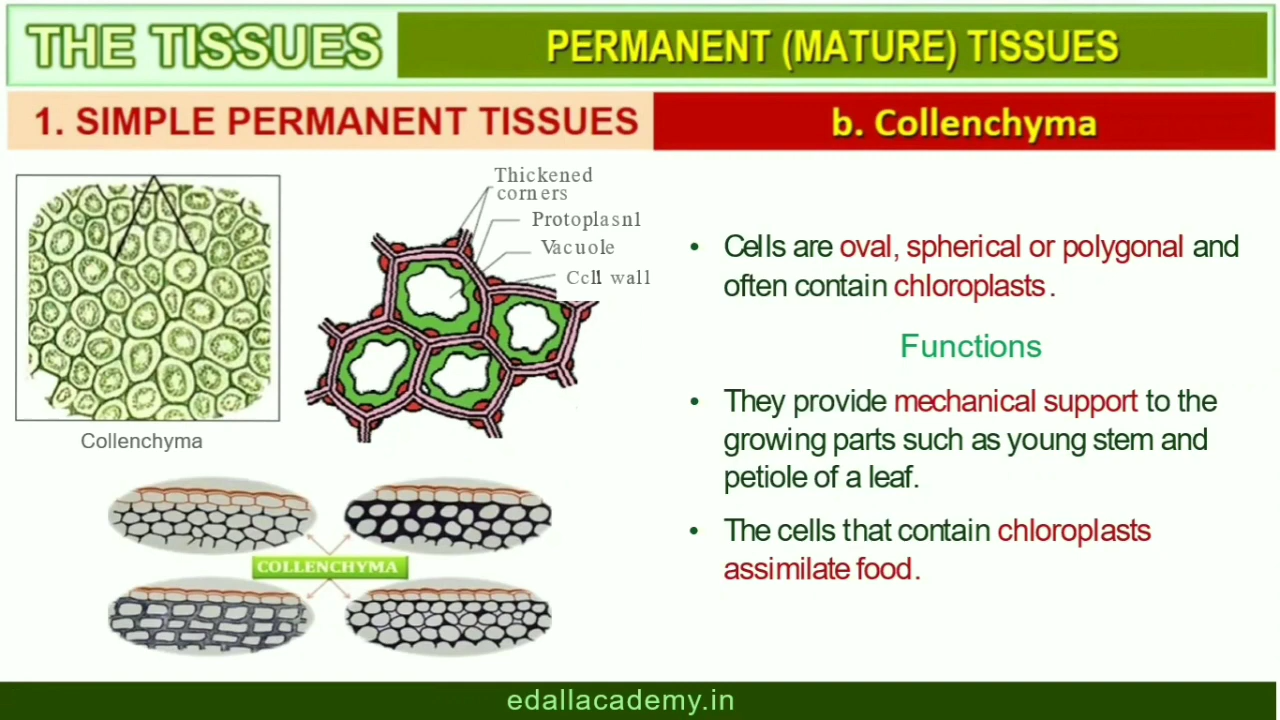 THE TISSUES
PERMANENT (MATURE) TISSUES
1. SIMPLE PERMANENT TISSUES
b. Collenchyma
Thickened
corners
Protoplasn1
Vacuole
Ccll wall
Collenchyma
COLLENCHYMA
• Cells are oval, spherical or polygonal and
often contain chloroplasts.
Functions
• They provide mechanical support to the
growing parts such as young stem and
petiole of a leaf.
• The cells that contain chloroplasts
assimilate food.
edallacademy.in